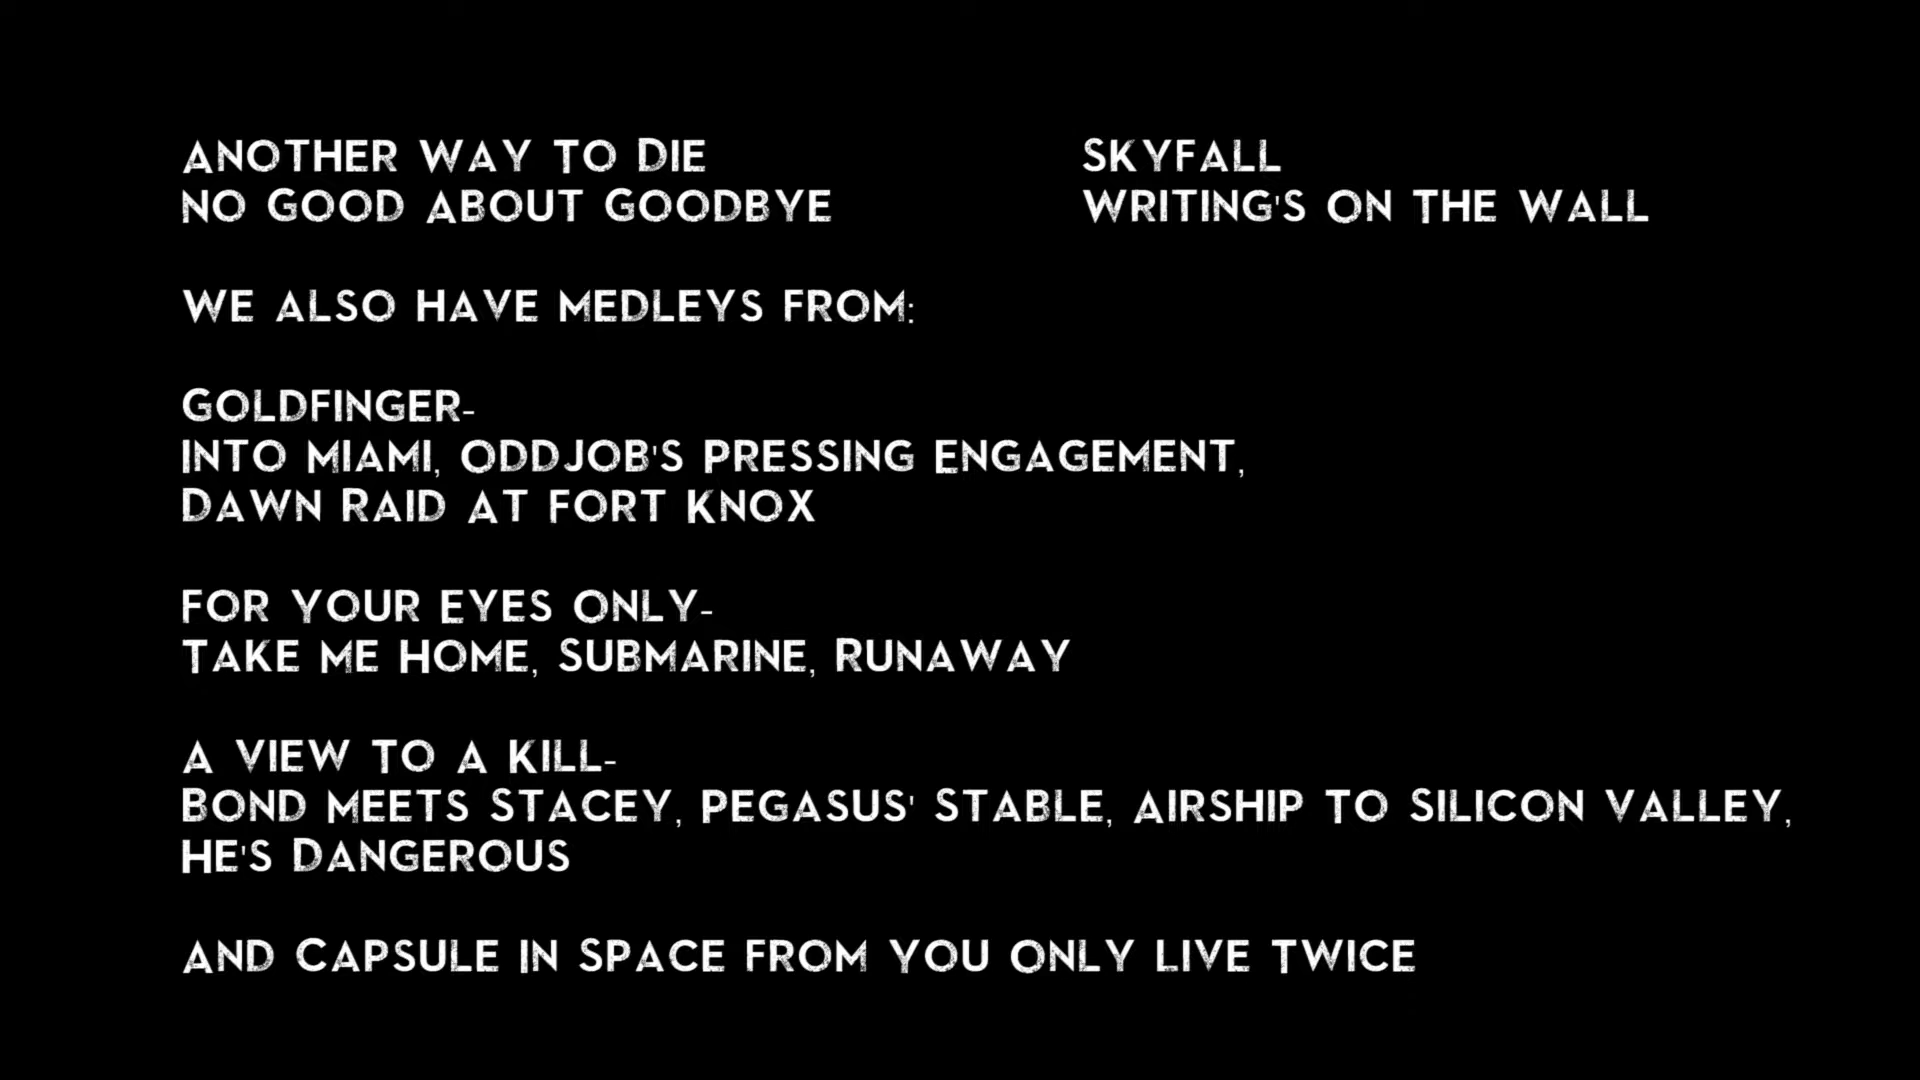 ANOTHER WAY TO DIE
NO GOOD ABOUT GOODBYE
SKYFALL
WRITING'S ON THE WALL
WE ALSO HAVE MEDLEYS FROM:
GOLDFINGER-
INTO MIAMI, ODDJOB'S PRESSING ENGAGEMENT,
DAWN RAID AT FORT KNOX
FOR YOUR EYES ONLY-
TAKE ME HOME, SUBMARINE, RUNAWAY
A VIEW TO A KILL-
BOND MEETS STACEY, PEGASUS' STABLE, AIRSHIP TO SILICON VALLEY,
HE'S DANGEROUS
AND CAPSULE IN SPACE FROM YOU ONLY LIVE TWICE